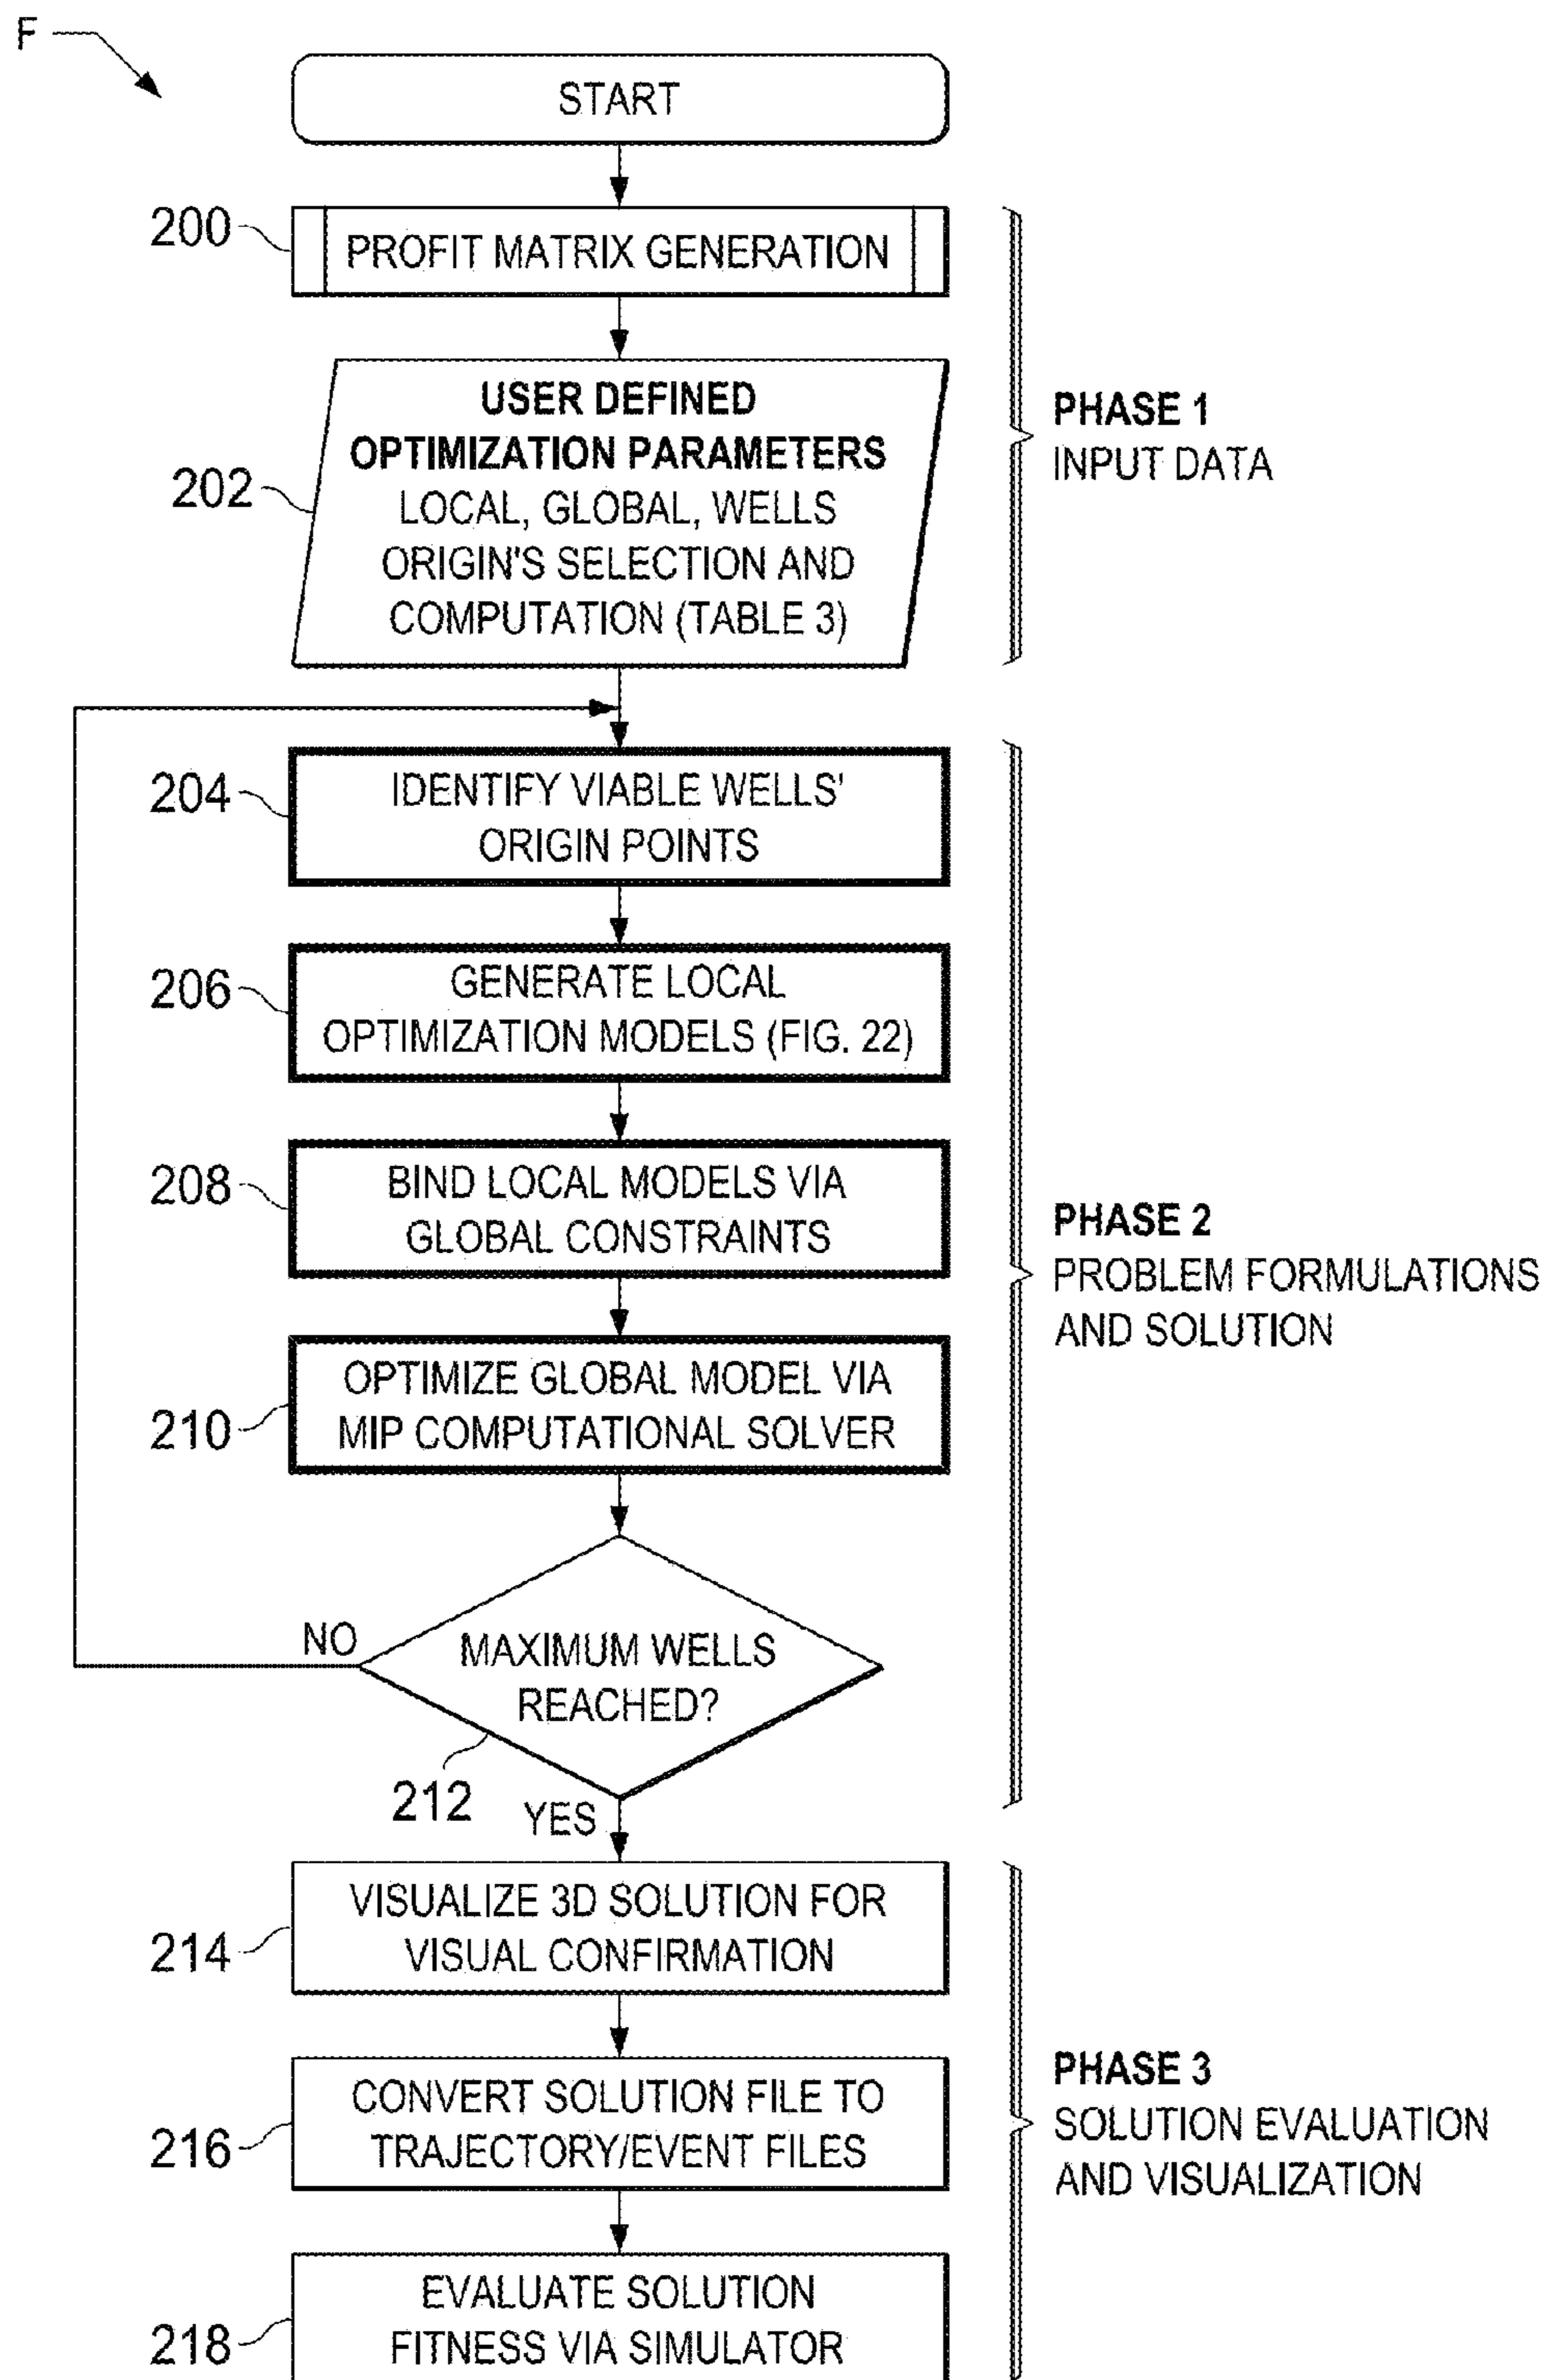 F
START
200
PROFIT MATRIX GENERATION
202
USER DEFINED
OPTIMIZATION PARAMETERS
LOCAL, GLOBAL, WELLS
ORIGIN'S SELECTION AND
COMPUTATION (TABLE 3)
PHASE 1
INPUT DATA
204
IDENTIFY VIABLE WELLS'
ORIGIN POINTS
206
GENERATE LOCAL
OPTIMIZATION MODELS (FIG. 22)
208
BIND LOCAL MODELS VIA
GLOBAL CONSTRAINTS
PHASE 2
PROBLEM FORMULATIONS
AND SOLUTION
210
OPTIMIZE GLOBAL MODEL VIA
MIP COMPUTATIONAL SOLVER
NO
MAXIMUM WELLS
REACHED?
212
YES
214
VISUALIZE 3D SOLUTION FOR
VISUAL CONFIRMATION
216
CONVERT SOLUTION FILE TO
TRAJECTORY/EVENT FILES
PHASE 3
SOLUTION EVALUATION
AND VISUALIZATION
218
EVALUATE SOLUTION
FITNESS VIA SIMULATOR